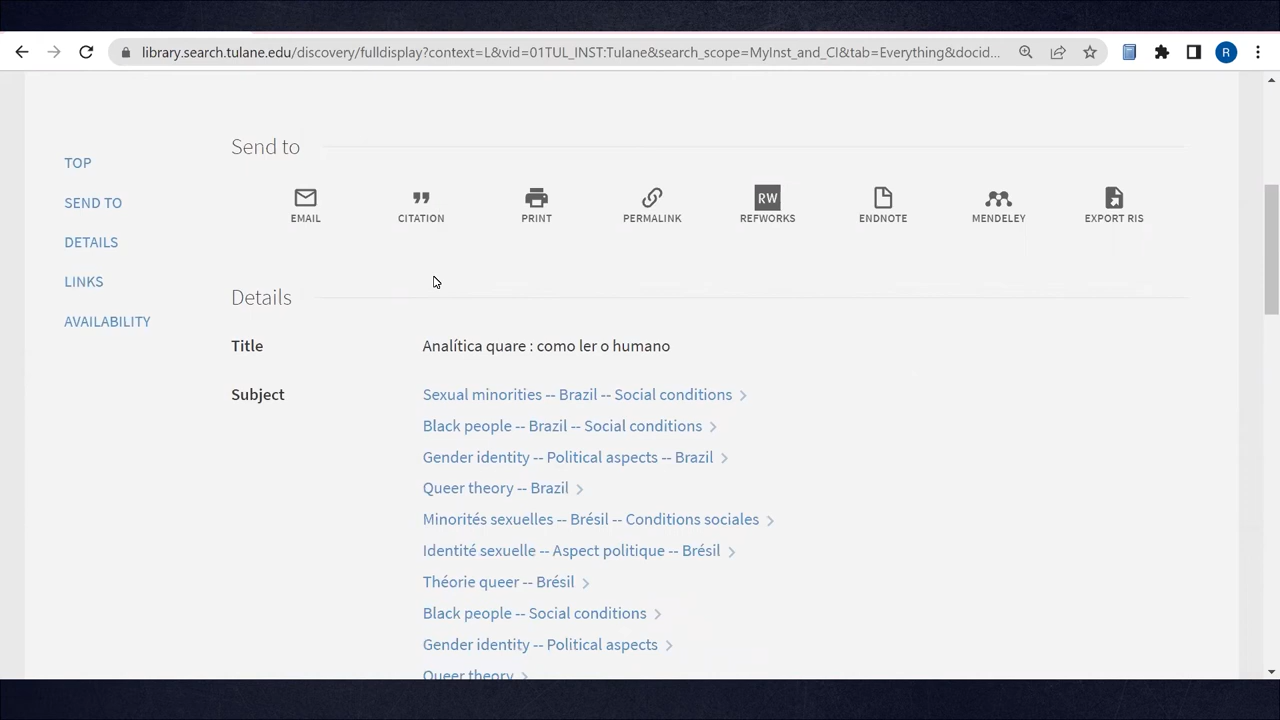 library.search.tulane.edu/discovery/fulldisplay?context=L&vid=01TUL_INST:Tulane&search_scope=MyInst_and_CI&tab=Everything&docid...
R
Send to
TOP
SEND TO
DETAILS
LINKS
AVAILABILITY
EMAIL
CITATION
PRINT
PERMALINK
RW
REFWORKS
ENDNOTE
MENDELEY
EXPORT RIS
Details
Title
Analítica quare : como ler o humano
Subject
Sexual minorities -- Brazil -- Social conditions
Black people -- Brazil -- Social conditions
Gender identity -- Political aspects -- Brazil
Queer theory -- Brazil
Minorités sexuelles -- Brésil -- Conditions sociales
Identité sexuelle -- Aspect politique -- Brésil
Théorie queer -- Brésil
Black people -- Social conditions
Gender identity -- Political aspects
Queer theory